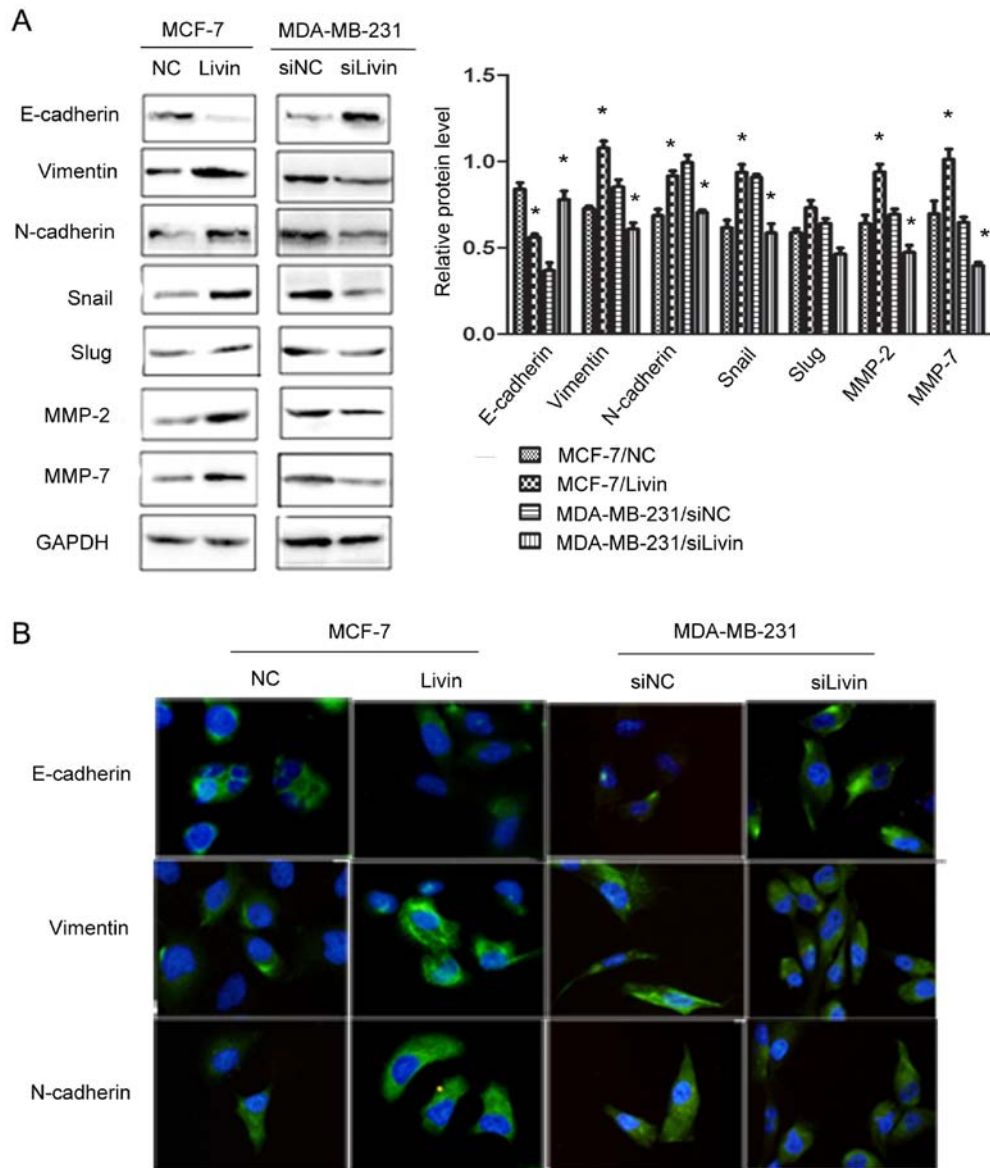 A
MCF-7 MDA-MB-231
NC Livin siNC siLivin
E-cadherin
Vimentin
N-cadherin
Snail
Slug
MMP-2
MMP-7
GAPDH
Relative protein level
1.5
1.0
0.5
0.0
* * * * * * * * * * * *
E-cadherin Vimentin N-cadherin Snail Slug MMP-2 MMP-7
MCF-7/NC
MCF-7/Livin
MDA-MB-231/siNC
MDA-MB-231/siLivin
B
MCF-7 MDA-MB-231
NC Livin siNC siLivin
E-cadherin
Vimentin
N-cadherin